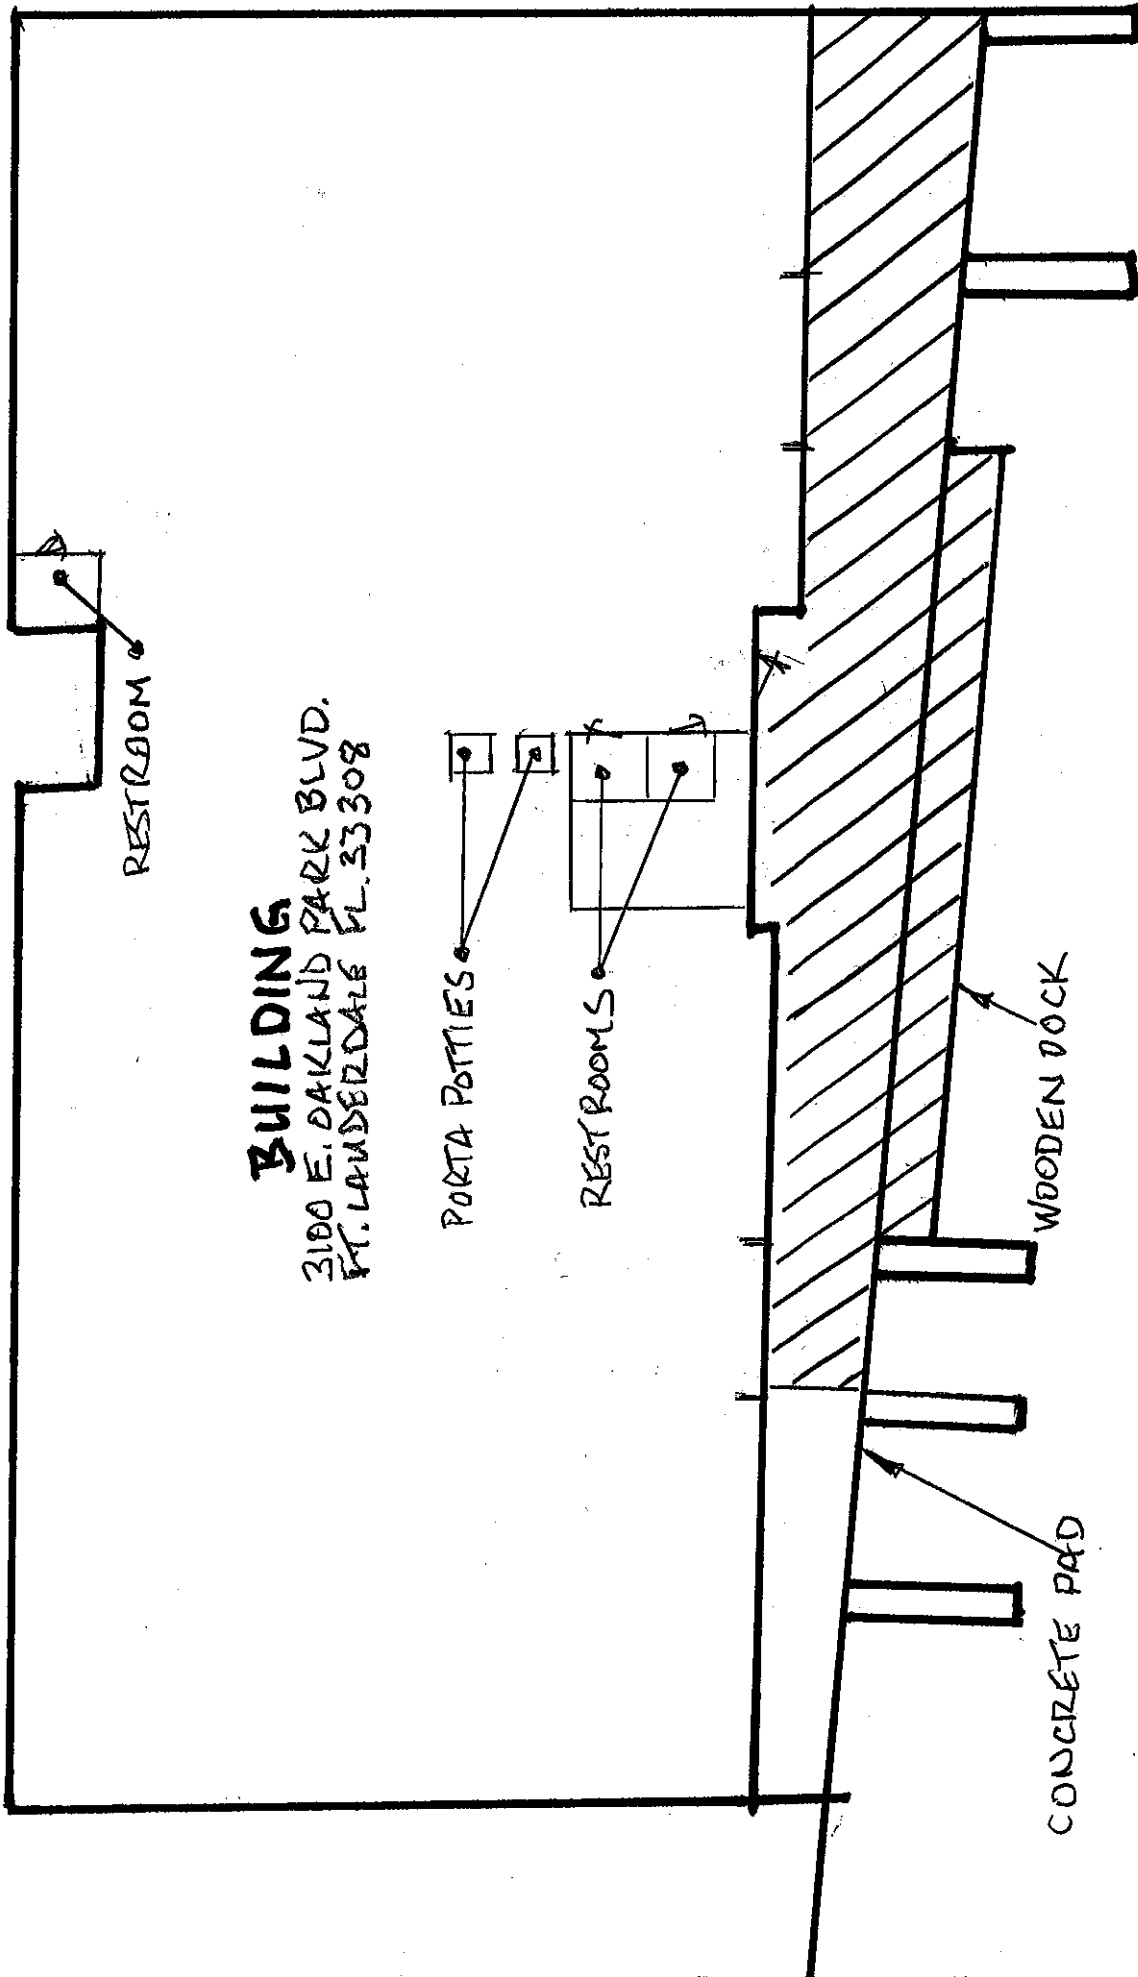 RESTROOM
BUILDING
3100 E. OAKLAND PARK BLVD.
FT. LAUDERDALE FL. 33308
PORTA POTTIES
RESTROOMS
WOODEN DOCK
CONCRETE PAD